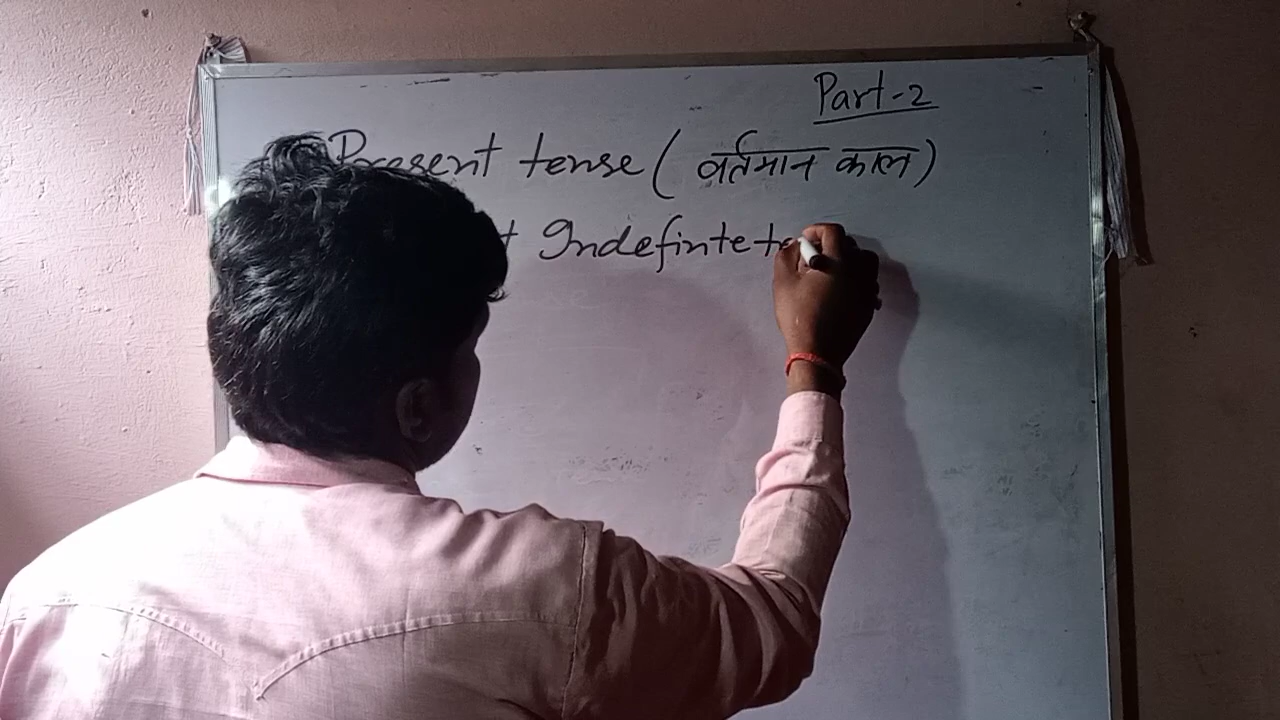 Part-2
Present tense ( वर्तमान काल )
Indefinte